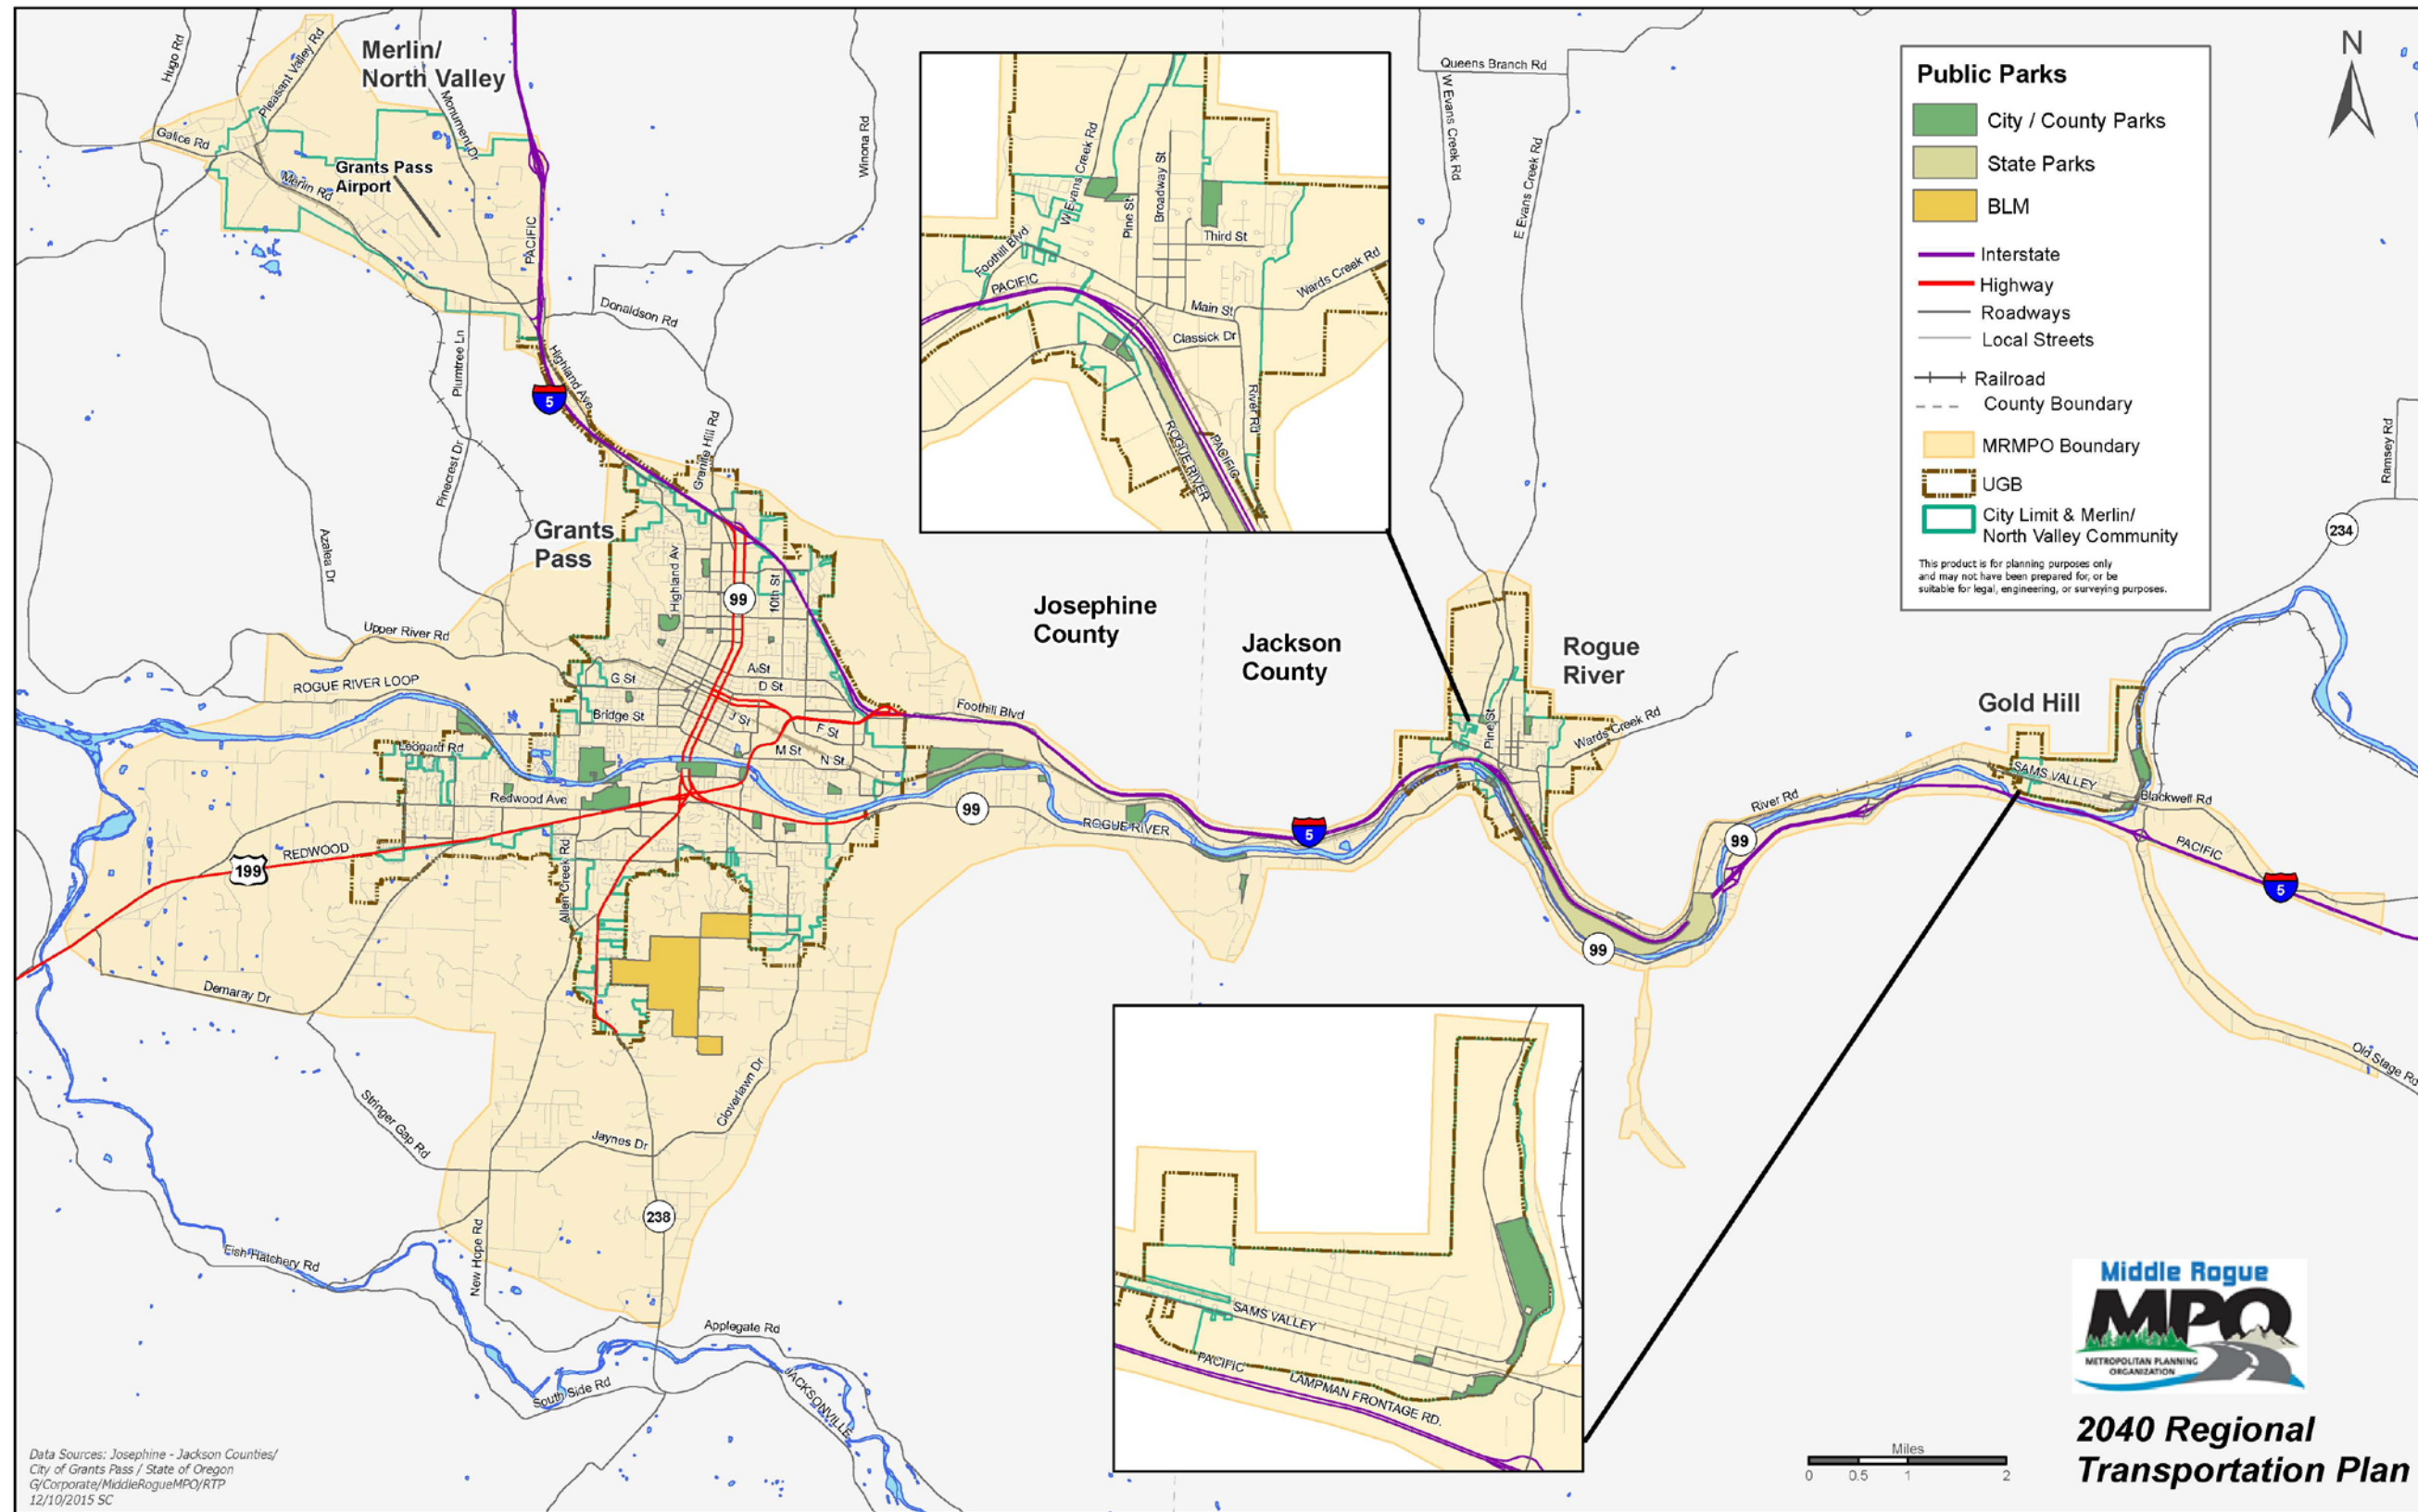 Merlin/
North Valley
Hugo Rd
Pleasant Valley Rd
Monument Dr
Galice Rd
Merlin Rd
Grants Pass
Airport
PACIFIC
Winona Rd
Donaldson Rd
Plumtree Ln
Highland Ave
5
Pinecrest Dr
Granite Hill Rd
Azalea Dr
Grants
Pass
Highland Av
99
10th St
Upper River Rd
ROGUE RIVER LOOP
G St
A St
D St
Bridge St
J St
F St
M St
N St
Leonard Rd
Redwood Ave
Foothill Blvd
99
ROGUE RIVER
5
REDWOOD
199
Allen Creek Rd
Demaray Dr
Stringer Gap Rd
Jaynes Dr
Cloverlawn Dr
238
New Hope Rd
Fish Hatchery Rd
Applegate Rd
South Side Rd
JACKSONVILLE
Josephine
County
Jackson
County
W Evans Creek Rd
Pine St
Broadway St
Third St
Foothill Blvd
PACIFIC
Wards Creek Rd
Main St
Classick Dr
River Rd
ROGUE RIVER
PACIFIC
Queens Branch Rd
W Evans Creek Rd
E Evans Creek Rd
Rogue
River
Pine St
Wards Creek Rd
99
99
River Rd
Gold Hill
SAMS VALLEY
Blackwell Rd
PACIFIC
5
Old Stage Rd
234
Ramsey Rd
SAMS VALLEY
PACIFIC
LAMPMAN FRONTAGE RD.
Public Parks
City / County Parks
State Parks
BLM
Interstate
Highway
Roadways
Local Streets
Railroad
County Boundary
MRMPO Boundary
UGB
City Limit & Merlin/
North Valley Community
This product is for planning purposes only
and may not have been prepared for, or be
suitable for legal, engineering, or surveying purposes.
N
Middle Rogue
MPO
METROPOLITAN PLANNING
ORGANIZATION
2040 Regional
Transportation Plan
Miles
0 0.5 1 2
Data Sources: Josephine - Jackson Counties/
City of Grants Pass / State of Oregon
G/Corporate/MiddleRogueMPO/RTP
12/10/2015 SC